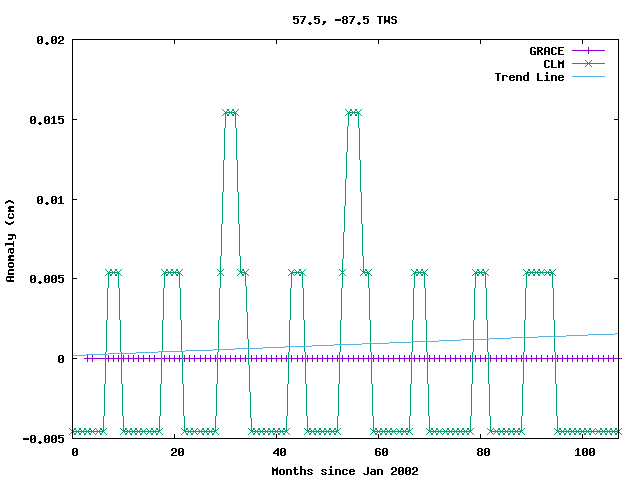 57.5, -87.5 TWS
GRACE
CLM
Trend Line
0.02
0.015
0.01
0.005
0
-0.005
Anomaly (cm)
0 20 40 60 80 100
Months since Jan 2002